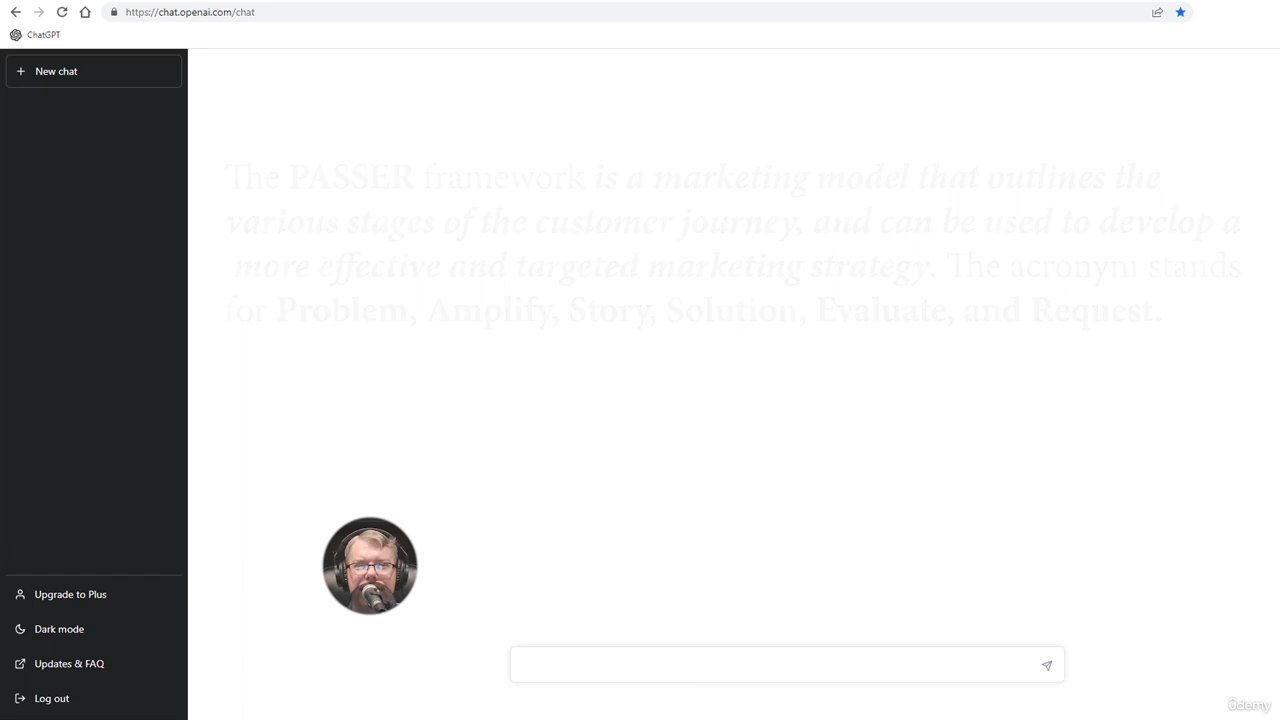 https://chat.openai.com/chat
ChatGPT
New chat
The PASSER framework is a marketing model that outlines the
various stages of the customer journey, and can be used to develop a
more effective and targeted marketing strategy. The acronym stands
for Problem, Amplify, Story, Solution, Evaluate, and Request.
Upgrade to Plus
Dark mode
Updates & FAQ
Log out
ûdemy